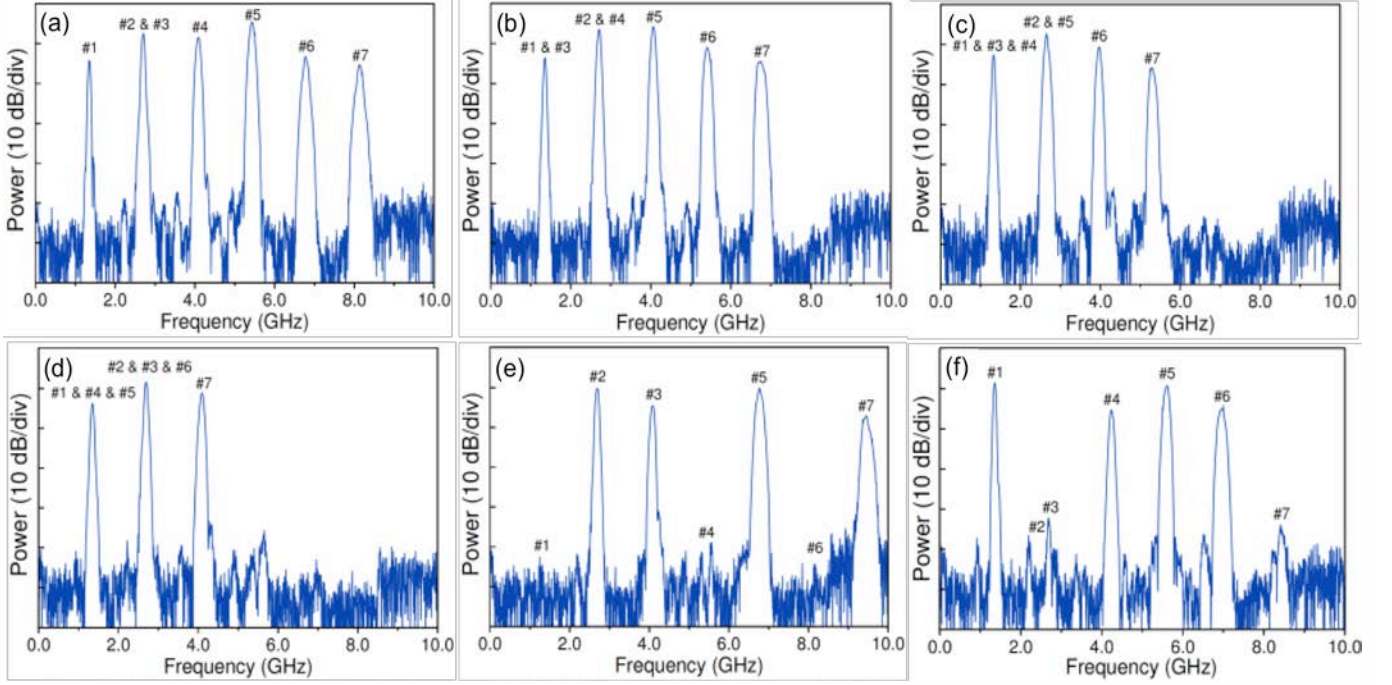 (a)
#1
#2 & #3
#4
#5
#6
#7
Power (10 dB/div)
0.0 2.0 4.0 6.0 8.0 10.0
Frequency (GHz)
(b)
#1 & #3
#2 & #4
#5
#6
#7
Power (10 dB/div)
0.0 2.0 4.0 6.0 8.0 10.0
Frequency (GHz)
(c)
#2 & #5
#1 & #3 & #4
#6
#7
Power (10 dB/div)
0.0 2.0 4.0 6.0 8.0 10.0
Frequency (GHz)
(d)
#2 & #3 & #6
#1 & #4 & #5
#7
Power (10 dB/div)
0.0 2.0 4.0 6.0 8.0 10.0
Frequency (GHz)
(e)
#1
#2
#3
#4
#5
#6
#7
Power (10 dB/div)
0.0 2.0 4.0 6.0 8.0 10.0
Frequency (GHz)
(f)
#1
#2
#3
#4
#5
#6
#7
Power (10 dB/div)
0.0 2.0 4.0 6.0 8.0 10.0
Frequency (GHz)